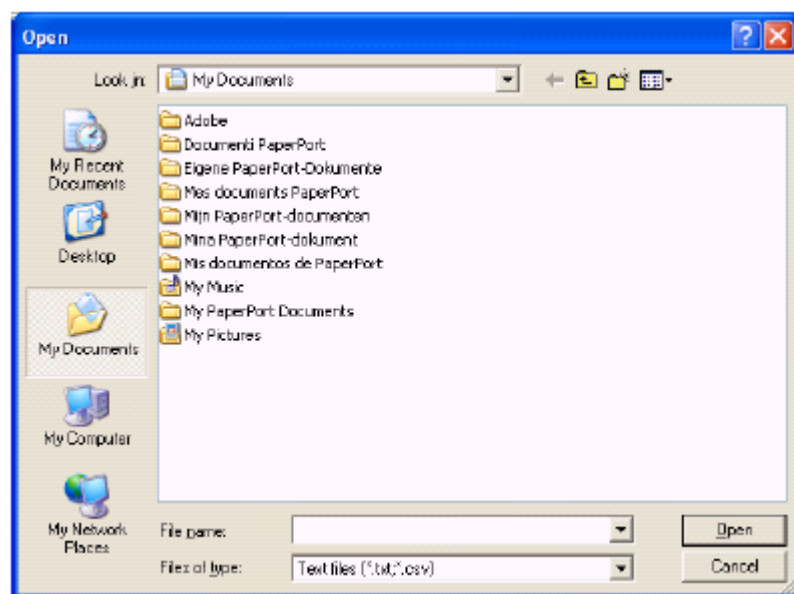 Open
Look in:
My Documents
Adobe
Documenti PaperPort
Eigene PaperPort-Dokumente
Mes documents PaperPort
Mijn PaperPort-documenten
Mina PaperPort-dokument
Mis documentos de PaperPort
My Music
My PaperPort Documents
My Pictures
My Recent
Documents
Desktop
My Documents
My Computer
My Network
Places
File name:
Open
Files of type:
Text files (*.txt;*.csv)
Cancel